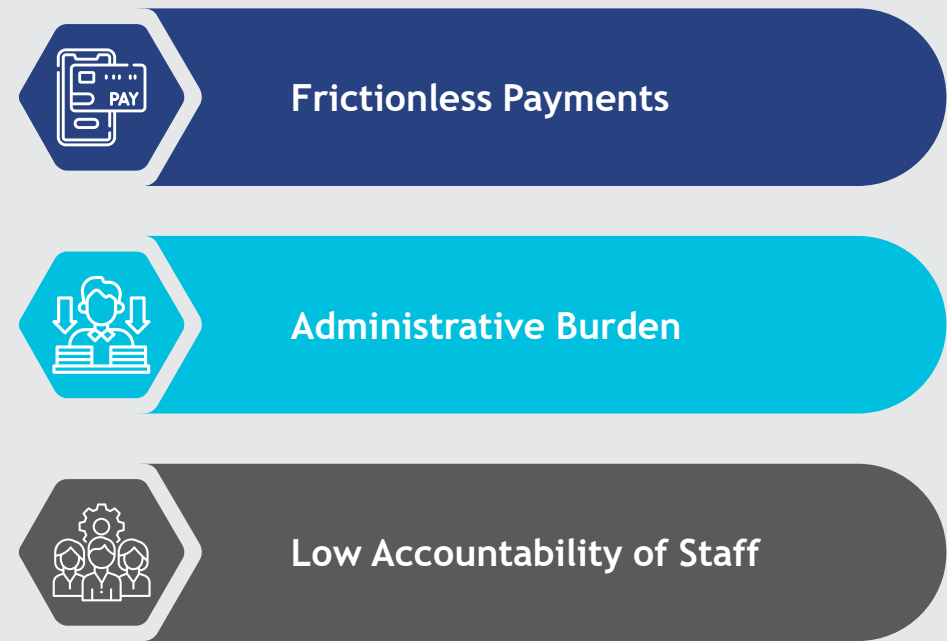 PAY
Frictionless Payments
Administrative Burden
Low Accountability of Staff